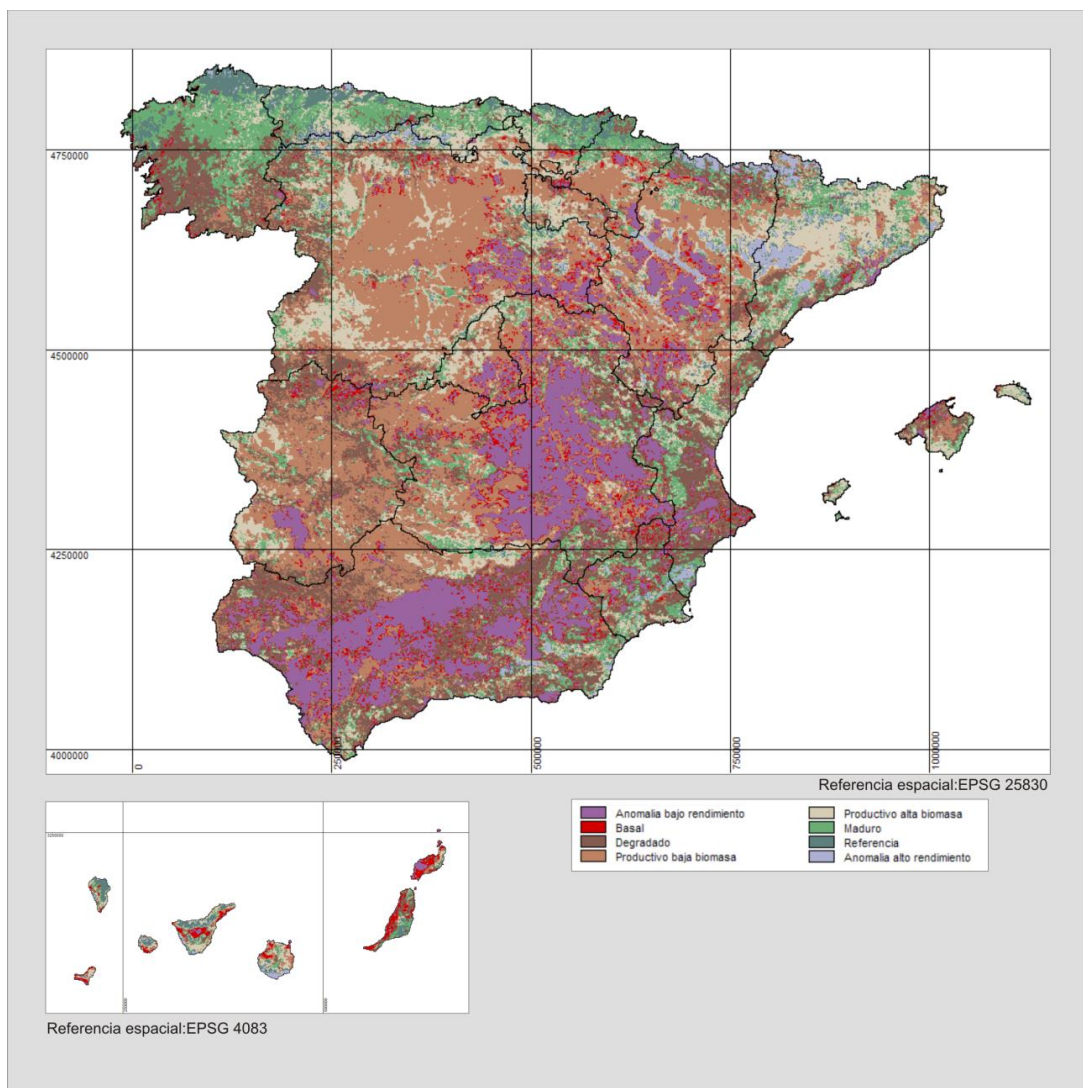 4750000
4500000
4250000
4000000
0
250000
500000
750000
1000000
Referencia espacial:EPSG 25830
Anomalia bajo rendimiento
Basal
Degradado
Productivo baja biomasa
Productivo alta biomasa
Maduro
Referencia
Anomalia alto rendimiento
Referencia espacial:EPSG 4083